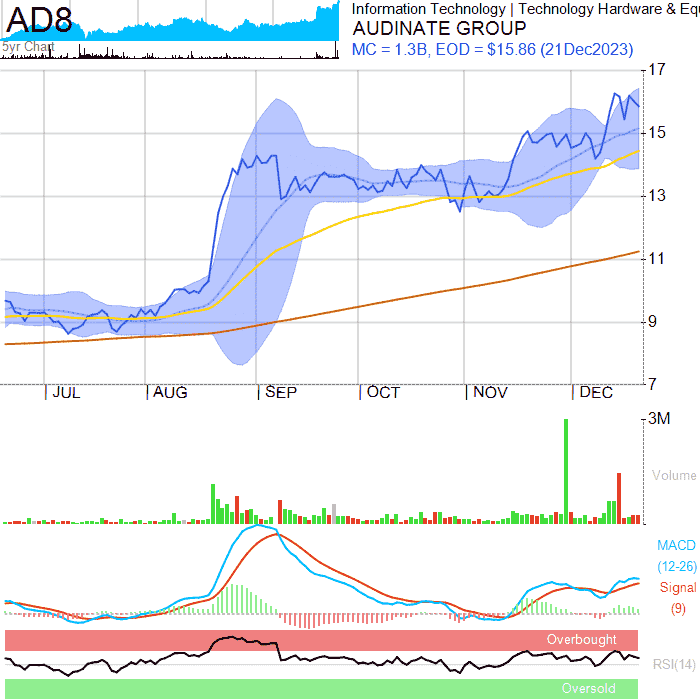 AD8
5yr Chart
Information Technology | Technology Hardware & Equ
AUDINATE GROUP
MC = 1.3B, EOD = $15.86 (21Dec2023)
17
15
13
11
9
7
JUL AUG SEP OCT NOV DEC
3M
Volume
MACD
(12-26)
Signal
(9)
Overbought
RSI(14)
Oversold